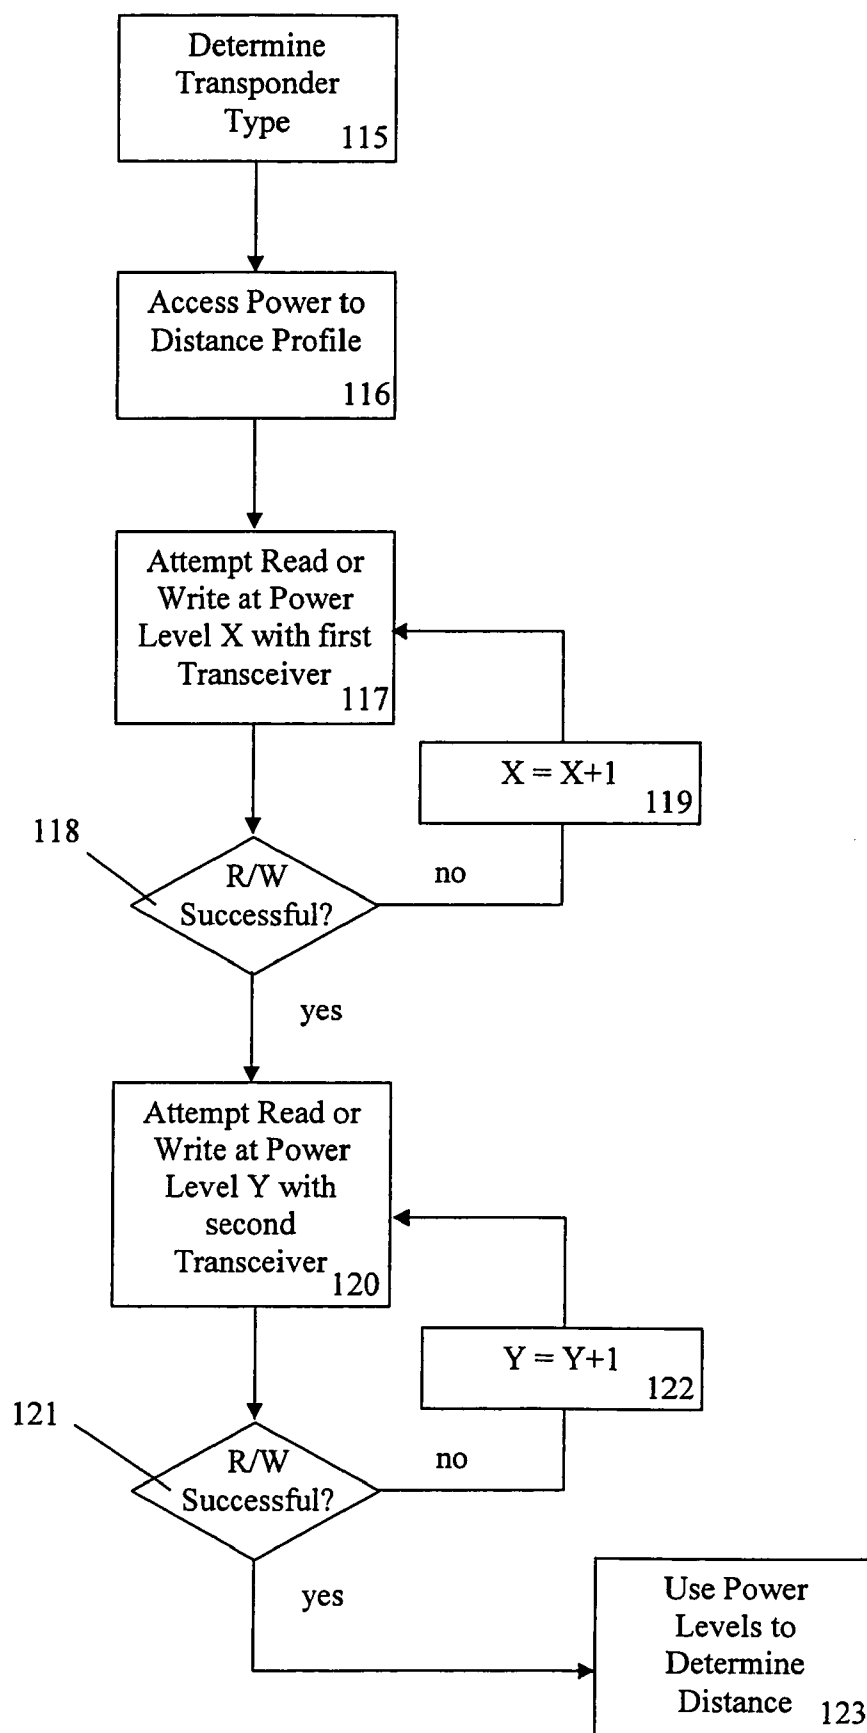 Determine
Transponder
Type
115
Access Power to
Distance Profile
116
Attempt Read or
Write at Power
Level X with first
Transceiver
117
X = X+1
119
118
R/W
Successful?
no
yes
Attempt Read or
Write at Power
Level Y with
second
Transceiver
120
Y = Y+1
122
121
R/W
Successful?
no
yes
Use Power
Levels to
Determine
Distance
123